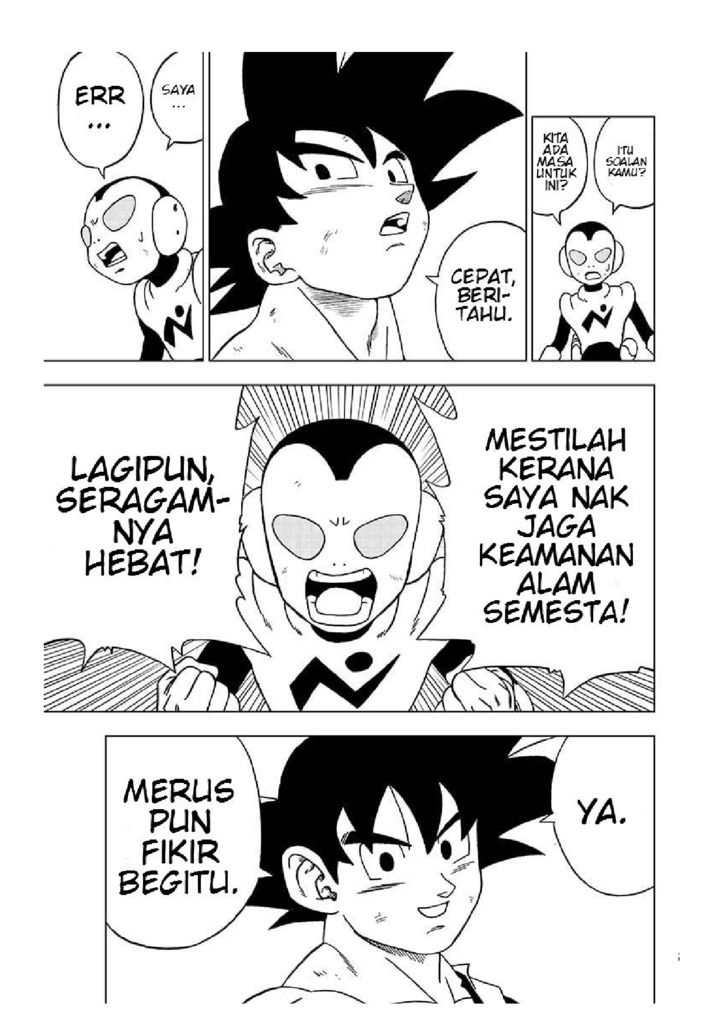 ITU
SOALAN
KAMU?
KITA
ADA
MASA
UNTUK
INI?
CEPAT,
BERI-
TAHU.
SAYA
...
ERR
...
MESTILAH
KERANA
SAYA NAK
JAGA
KEAMANAN
ALAM
SEMESTA!
LAGIPUN,
SERAGAM-
NYA
HEBAT!
YA.
MERUS
PUN
FIKIR
BEGITU.